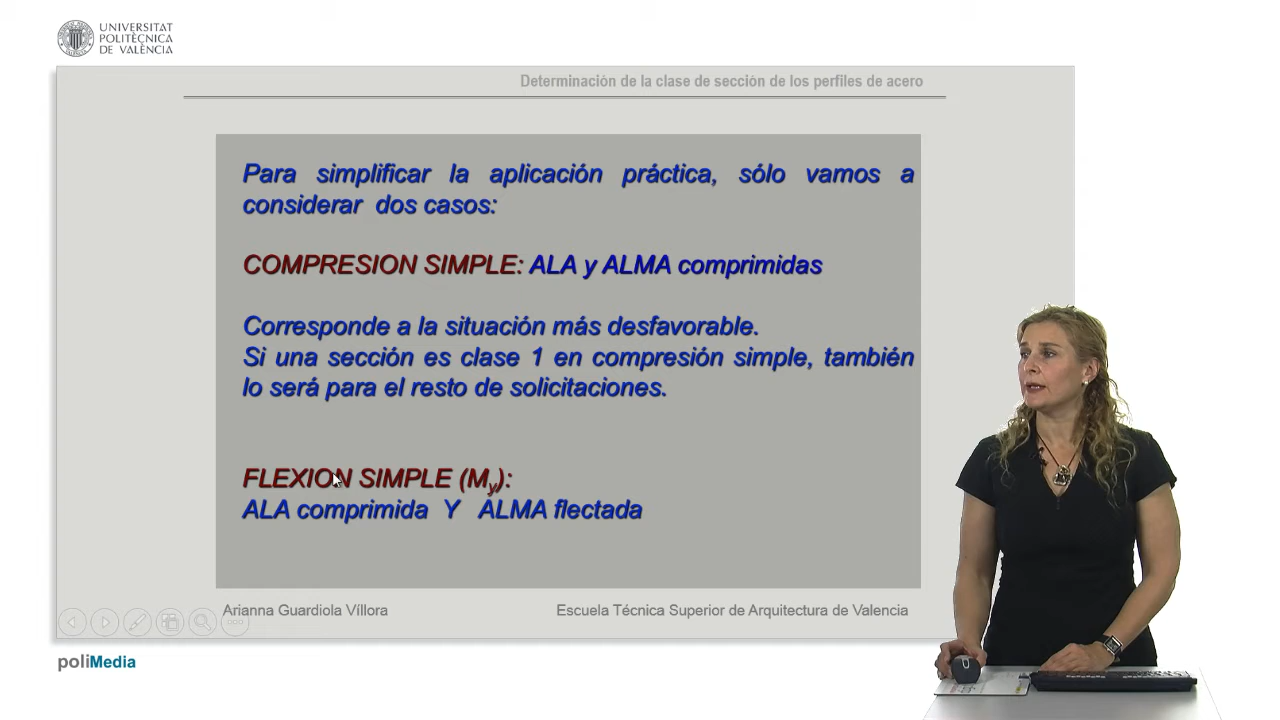 UNIVERSITAT
POLITÈCNICA
DE VALÈNCIA
Determinación de la clase de sección de los perfiles de acero
Para simplificar la aplicación práctica, sólo vamos a
considerar dos casos:
COMPRESION SIMPLE: ALA y ALMA comprimidas
Corresponde a la situación más desfavorable.
Si una sección es clase 1 en compresión simple, también
lo será para el resto de solicitaciones.
FLEXION SIMPLE (My):
ALA comprimida Y ALMA flectada
Arianna Guardiola Víllora
Escuela Técnica Superior de Arquitectura de Valencia
poliMedia